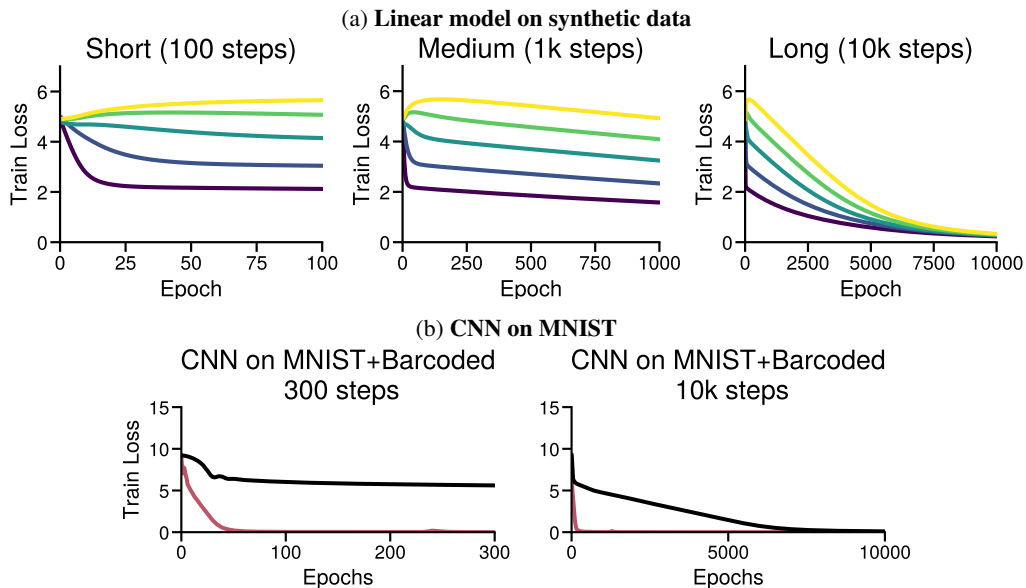 (a) Linear model on synthetic data
Short (100 steps)
Medium (1k steps)
Long (10k steps)
Train Loss
6
4
2
0
0 25 50 75 100
Epoch
Train Loss
6
4
2
0
0 250 500 750 1000
Epoch
Train Loss
6
4
2
0
0 2500 5000 7500 10000
Epoch
(b) CNN on MNIST
CNN on MNIST+Barcoded
300 steps
CNN on MNIST+Barcoded
10k steps
Train Loss
15
10
5
0
0 100 200 300
Epochs
15
10
5
0
0 5000 10000
Epochs